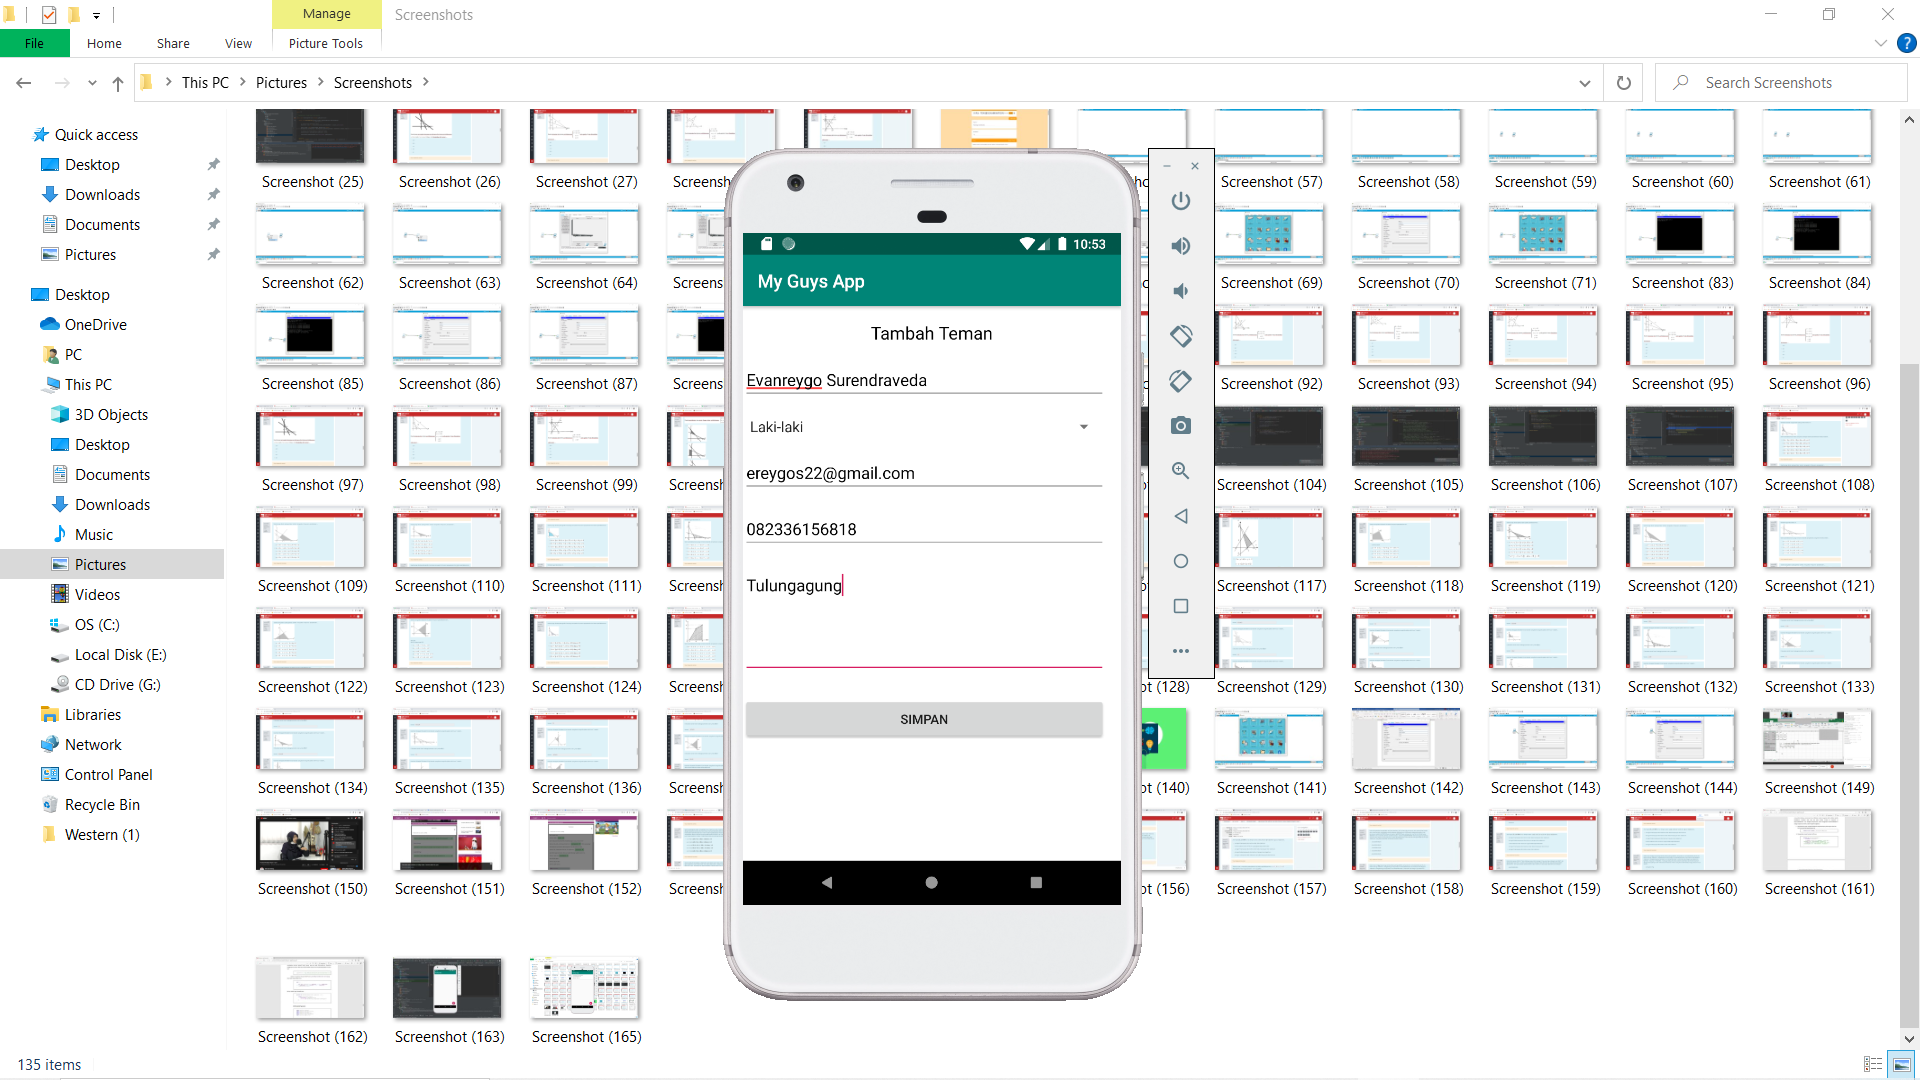 Manage
Screenshots
File
Home
Share
View
Picture Tools
This PC
Pictures
Screenshots
Search Screenshots
Quick access
Desktop
Downloads
Documents
Pictures
Desktop
OneDrive
PC
This PC
3D Objects
Desktop
Documents
Downloads
Music
Pictures
Videos
OS (C:)
Local Disk (E:)
CD Drive (G:)
Libraries
Network
Control Panel
Recycle Bin
Western (1)
135 items
Screenshot (25) Screenshot (26) Screenshot (27) Screens Screenshot (57) Screenshot (58) Screenshot (59) Screenshot (60) Screenshot (61)
Screenshot (62) Screenshot (63) Screenshot (64) Screens Screenshot (69) Screenshot (70) Screenshot (71) Screenshot (83) Screenshot (84)
Screenshot (85) Screenshot (86) Screenshot (87) Screens Screenshot (92) Screenshot (93) Screenshot (94) Screenshot (95) Screenshot (96)
Screenshot (97) Screenshot (98) Screenshot (99) Screensh Screenshot (104) Screenshot (105) Screenshot (106) Screenshot (107) Screenshot (108)
Screenshot (109) Screenshot (110) Screenshot (111) Screensh Screenshot (117) Screenshot (118) Screenshot (119) Screenshot (120) Screenshot (121)
Screenshot (122) Screenshot (123) Screenshot (124) Screensh ot (128) Screenshot (129) Screenshot (130) Screenshot (131) Screenshot (132) Screenshot (133)
Screenshot (134) Screenshot (135) Screenshot (136) Screensh ot (140) Screenshot (141) Screenshot (142) Screenshot (143) Screenshot (144) Screenshot (149)
Screenshot (150) Screenshot (151) Screenshot (152) Screensh ot (156) Screenshot (157) Screenshot (158) Screenshot (159) Screenshot (160) Screenshot (161)
Screenshot (162) Screenshot (163) Screenshot (165)
10:53
My Guys App
Tambah Teman
Evanreygo Surendraveda
Laki-laki
ereygos22@gmail.com
082336156818
Tulungagung
SIMPAN